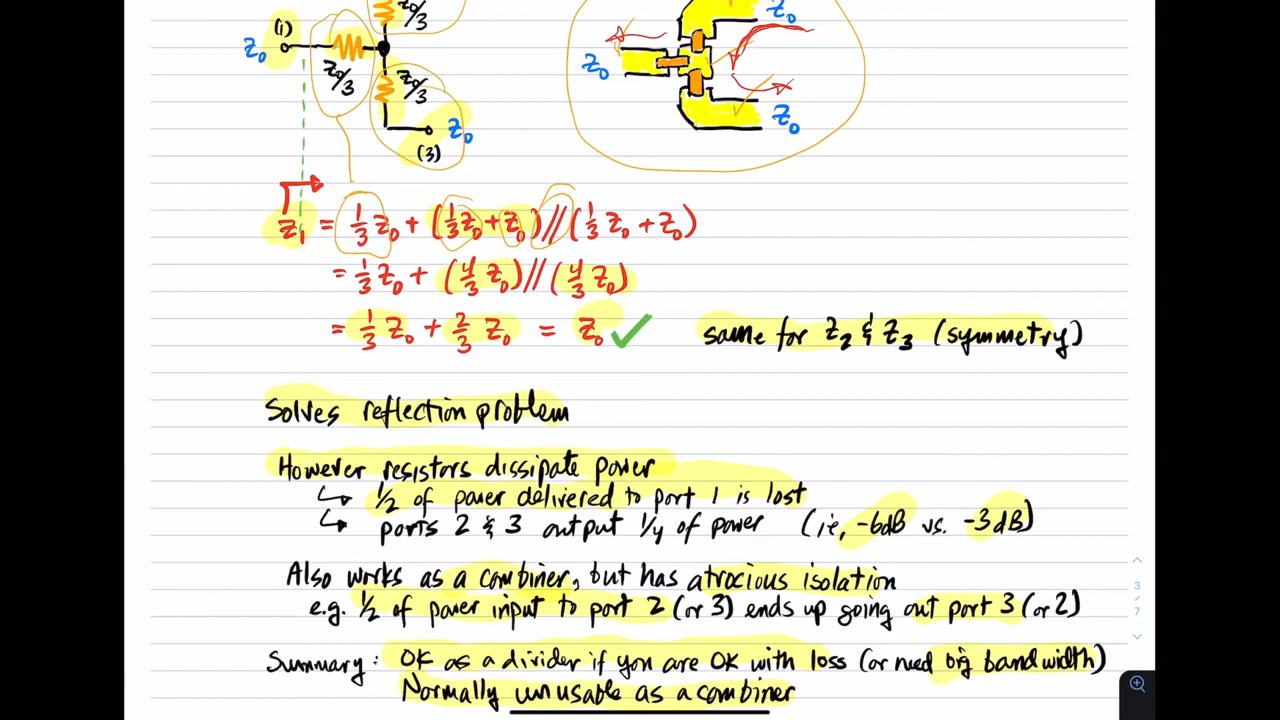 Z₀/3
Z₀
(1)
Z₀
Z₀/3
Z₀/3
Z₀
(3)
Z₀
Z₀
Z₁ = 1/3 Z₀ + (1/3 Z₀ + Z₀) // (1/3 Z₀ + Z₀)
= 1/3 Z₀ + (4/3 Z₀) // (4/3 Z₀)
= 1/3 Z₀ + 2/3 Z₀ = Z₀ ✓ same for Z₂ & Z₃ (symmetry)
Solves reflection problem
However resistors dissipate power
↳ 1/2 of power delivered to port 1 is lost
↳ ports 2 & 3 output 1/4 of power (ie, -6dB vs. -3dB)
Also works as a combiner, but has atrocious isolation
e.g. 1/2 of power input to port 2 (or 3) ends up going out port 3 (or 2)
Summary: OK as a divider if you are OK with loss (or need big bandwidth)
Normally unusable as a combiner
3
/
7